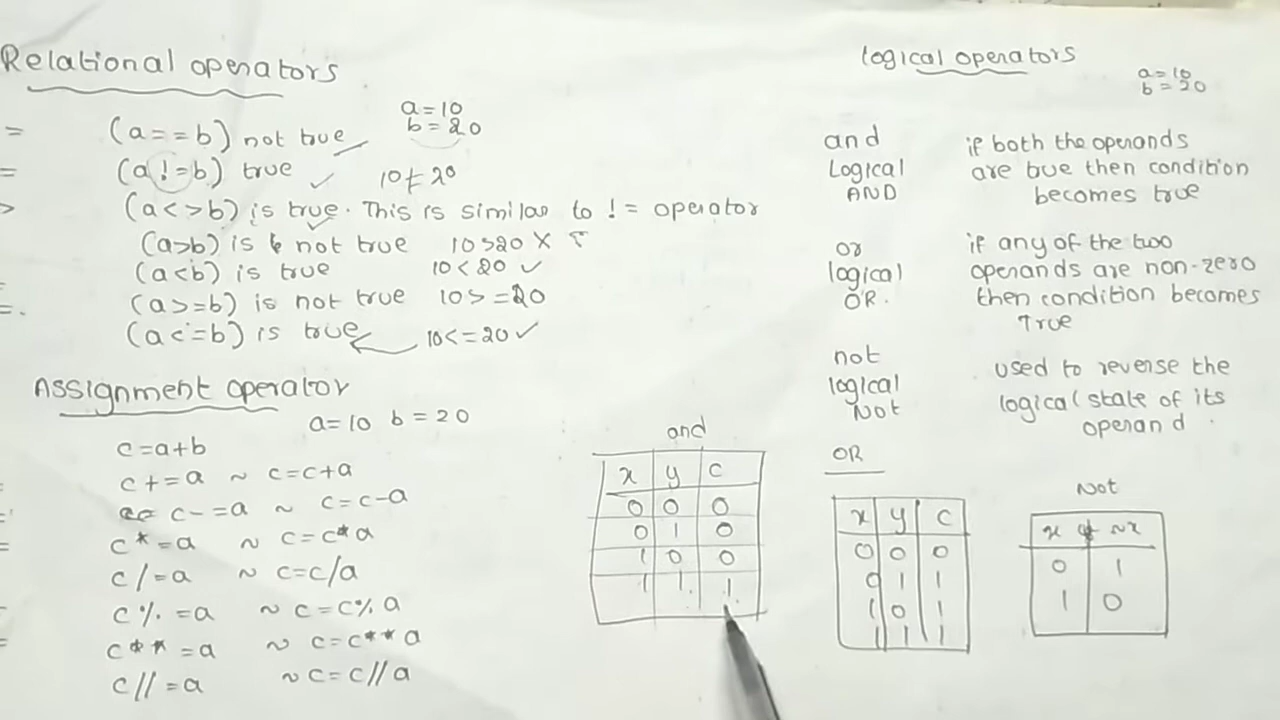 Relational operators
a=10
b=20
= (a==b) not true
= (a!=b) true 10≠20
> (a<>b) is true. This is similar to != operator
(a>b) is not true 10>20 ×
(a<b) is true 10<20 ✓
(a>=b) is not true 10>=20
=. (a<=b) is true 10<=20 ✓
Assignment operator
a=10 b=20
c=a+b
c+=a ~ c=c+a
c-=a ~ c=c-a
c*=a ~ c=c*a
c/=a ~ c=c/a
c%=a ~ c=c%a
c**=a ~ c=c**a
c//=a ~ c=c//a
logical operators
a=10
b=20
and if both the operands
Logical are true then condition
AND becomes true
or if any of the two
logical operands are non-zero
OR. then condition becomes
True
not used to reverse the
logical logical state of its
Not operand.
and
x y c
0 0 0
0 1 0
1 0 0
1 1 1
OR
x y c
0 0 0
0 1 1
1 0 1
1 1 1
Not
x ~x
0 1
1 0